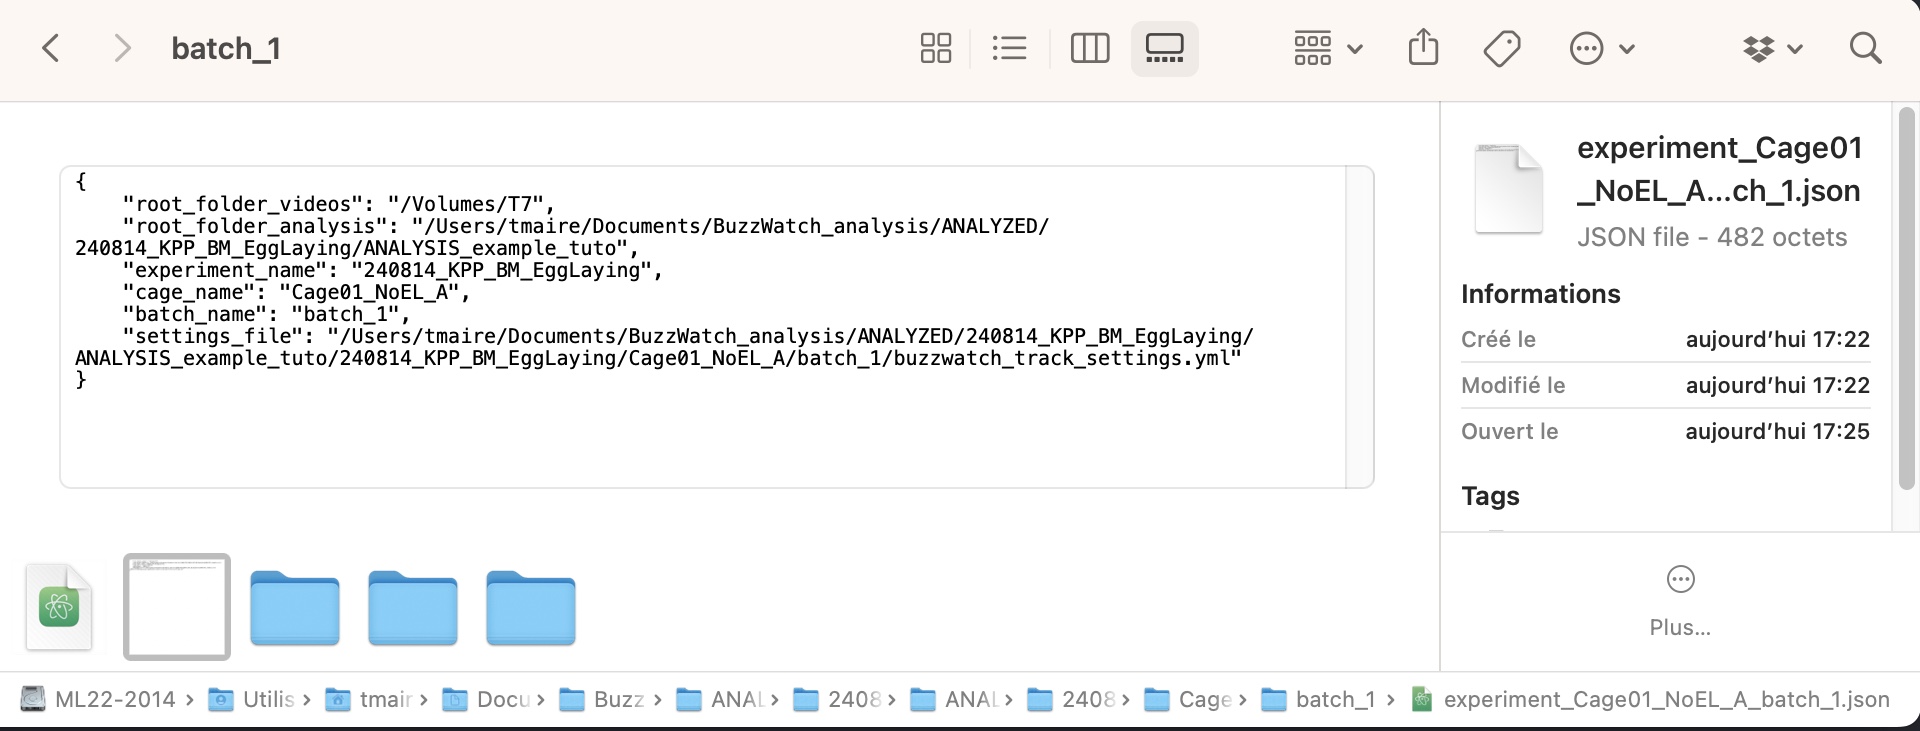 batch_1
{
"root_folder_videos": "/Volumes/T7",
"root_folder_analysis": "/Users/tmaire/Documents/BuzzWatch_analysis/ANALYZED/
240814_KPP_BM_EggLaying/ANALYSIS_example_tuto",
"experiment_name": "240814_KPP_BM_EggLaying",
"cage_name": "Cage01_NoEL_A",
"batch_name": "batch_1",
"settings_file": "/Users/tmaire/Documents/BuzzWatch_analysis/ANALYZED/240814_KPP_BM_EggLaying/
ANALYSIS_example_tuto/240814_KPP_BM_EggLaying/Cage01_NoEL_A/batch_1/buzzwatch_track_settings.yml"
}
experiment_Cage01
_NoEL_A...ch_1.json
JSON file - 482 octets
Informations
Créé le aujourd’hui 17:22
Modifié le aujourd’hui 17:22
Ouvert le aujourd’hui 17:25
Tags
Plus...
ML22-2014 › Utilis › tmair › Docu › Buzz › ANAL › 2408 › ANAL › 2408 › Cage › batch_1 › experiment_Cage01_NoEL_A_batch_1.json